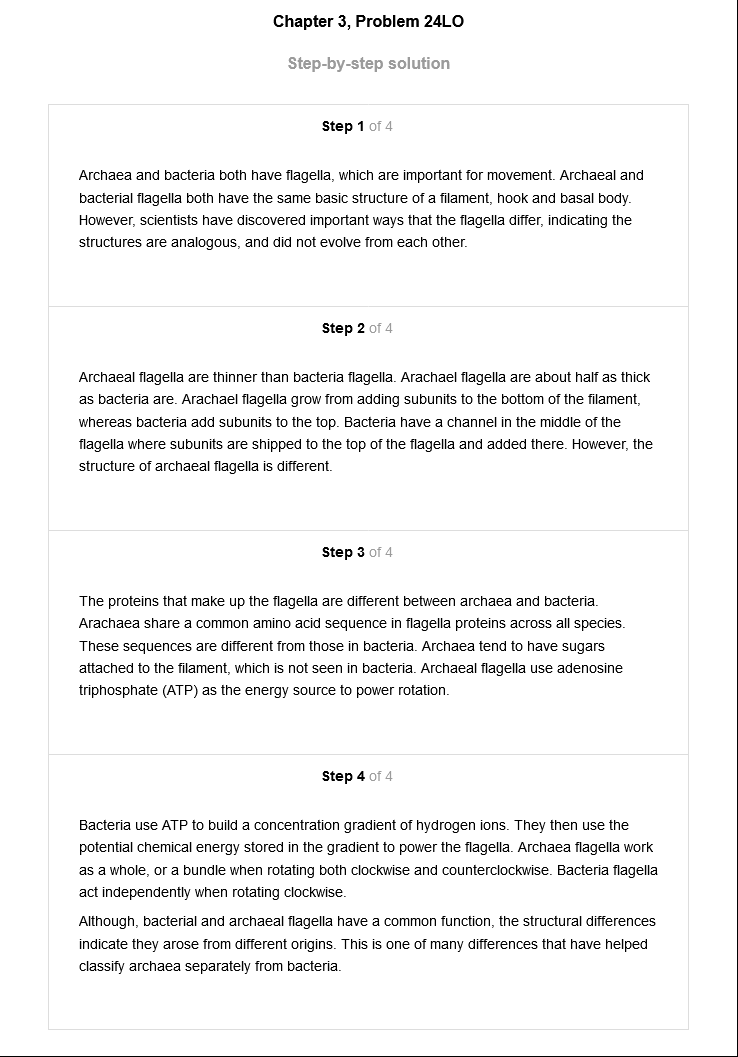 Chapter 3, Problem 24LO
Step-by-step solution
Step 1 of 4
Archaea and bacteria both have flagella, which are important for movement. Archaeal and
bacterial flagella both have the same basic structure of a filament, hook and basal body.
However, scientists have discovered important ways that the flagella differ, indicating the
structures are analogous, and did not evolve from each other.
Step 2 of 4
Archaeal flagella are thinner than bacteria flagella. Arachael flagella are about half as thick
as bacteria are. Arachael flagella grow from adding subunits to the bottom of the filament,
whereas bacteria add subunits to the top. Bacteria have a channel in the middle of the
flagella where subunits are shipped to the top of the flagella and added there. However, the
structure of archaeal flagella is different.
Step 3 of 4
The proteins that make up the flagella are different between archaea and bacteria.
Arachaea share a common amino acid sequence in flagella proteins across all species.
These sequences are different from those in bacteria. Archaea tend to have sugars
attached to the filament, which is not seen in bacteria. Archaeal flagella use adenosine
triphosphate (ATP) as the energy source to power rotation.
Step 4 of 4
Bacteria use ATP to build a concentration gradient of hydrogen ions. They then use the
potential chemical energy stored in the gradient to power the flagella. Archaea flagella work
as a whole, or a bundle when rotating both clockwise and counterclockwise. Bacteria flagella
act independently when rotating clockwise.
Although, bacterial and archaeal flagella have a common function, the structural differences
indicate they arose from different origins. This is one of many differences that have helped
classify archaea separately from bacteria.